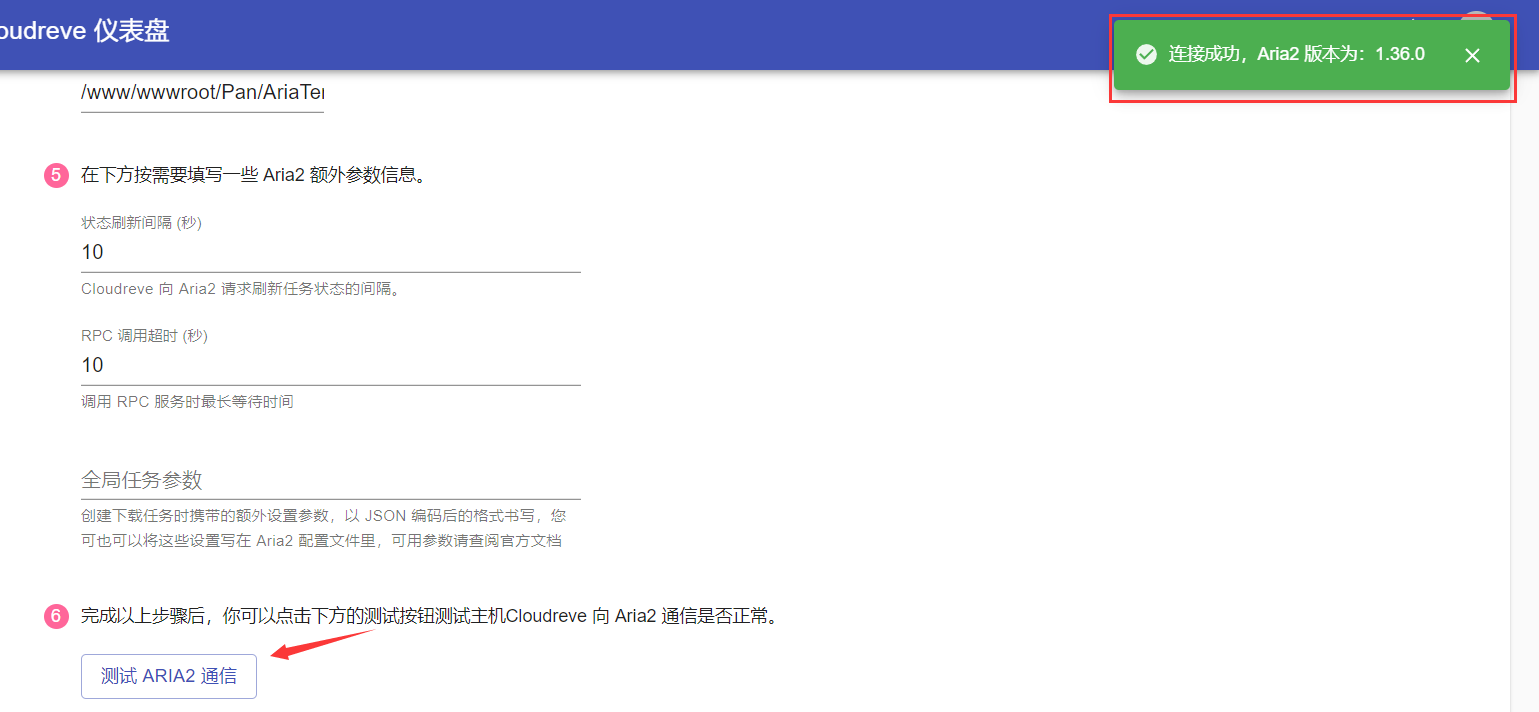 oudreve 仪表盘
连接成功，Aria2 版本为：1.36.0
/www/wwwroot/Pan/AriaTe
5 在下方按需要填写一些 Aria2 额外参数信息。
状态刷新间隔 (秒)
10
Cloudreve 向 Aria2 请求刷新任务状态的间隔。
RPC 调用超时 (秒)
10
调用 RPC 服务时最长等待时间
全局任务参数
创建下载任务时携带的额外设置参数，以 JSON 编码后的格式书写，您
可也可以将这些设置写在 Aria2 配置文件里，可用参数请查阅官方文档
6 完成以上步骤后，你可以点击下方的测试按钮测试主机Cloudreve 向 Aria2 通信是否正常。
测试 ARIA2 通信